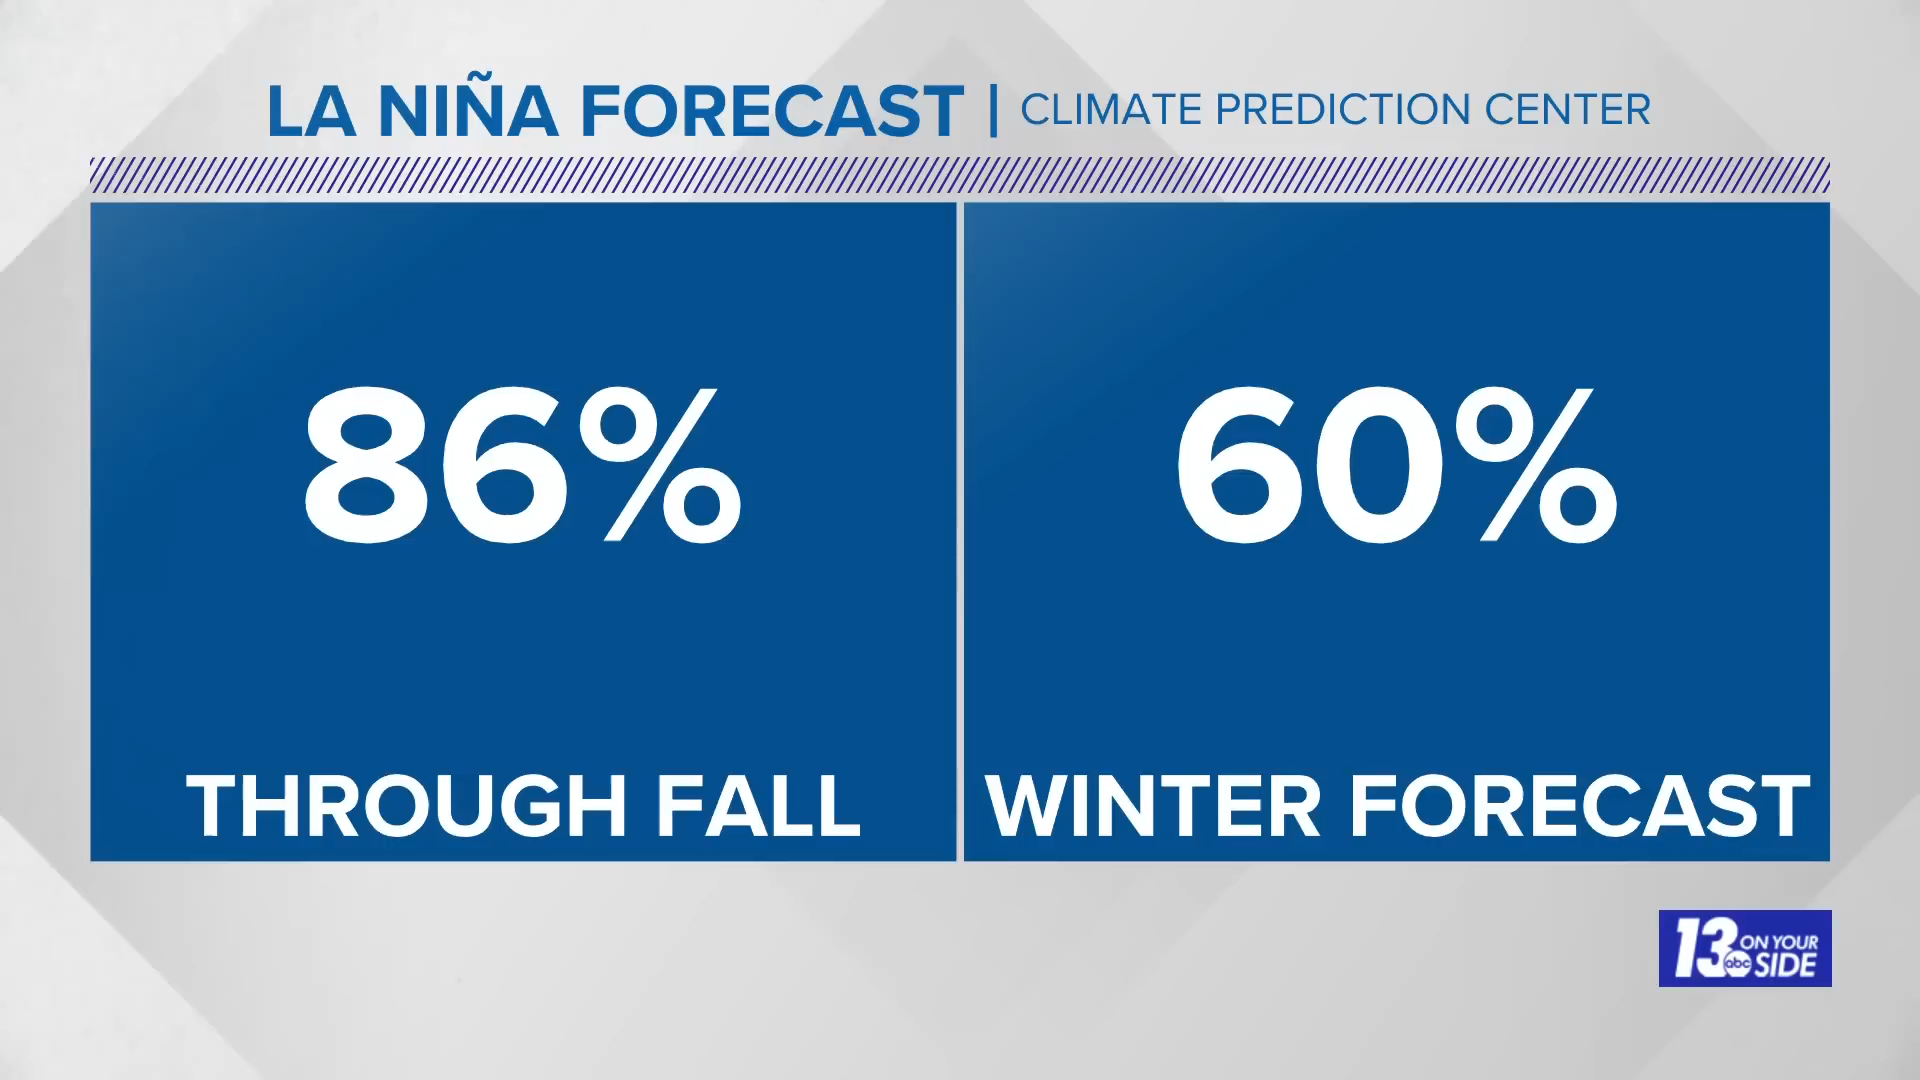 LA NIÑA FORECAST | CLIMATE PREDICTION CENTER
86%
THROUGH FALL
60%
WINTER FORECAST
13 ON YOUR
abc SIDE